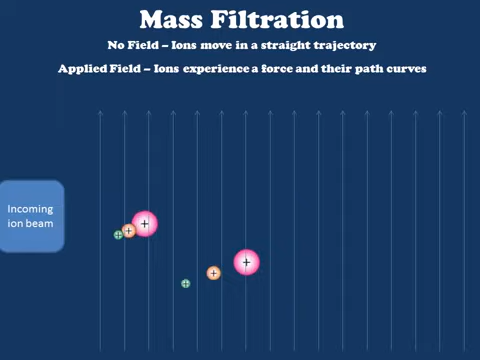 Mass Filtration
No Field – Ions move in a straight trajectory
Applied Field – Ions experience a force and their path curves
Incoming
ion beam
+
+
+
+
+
+